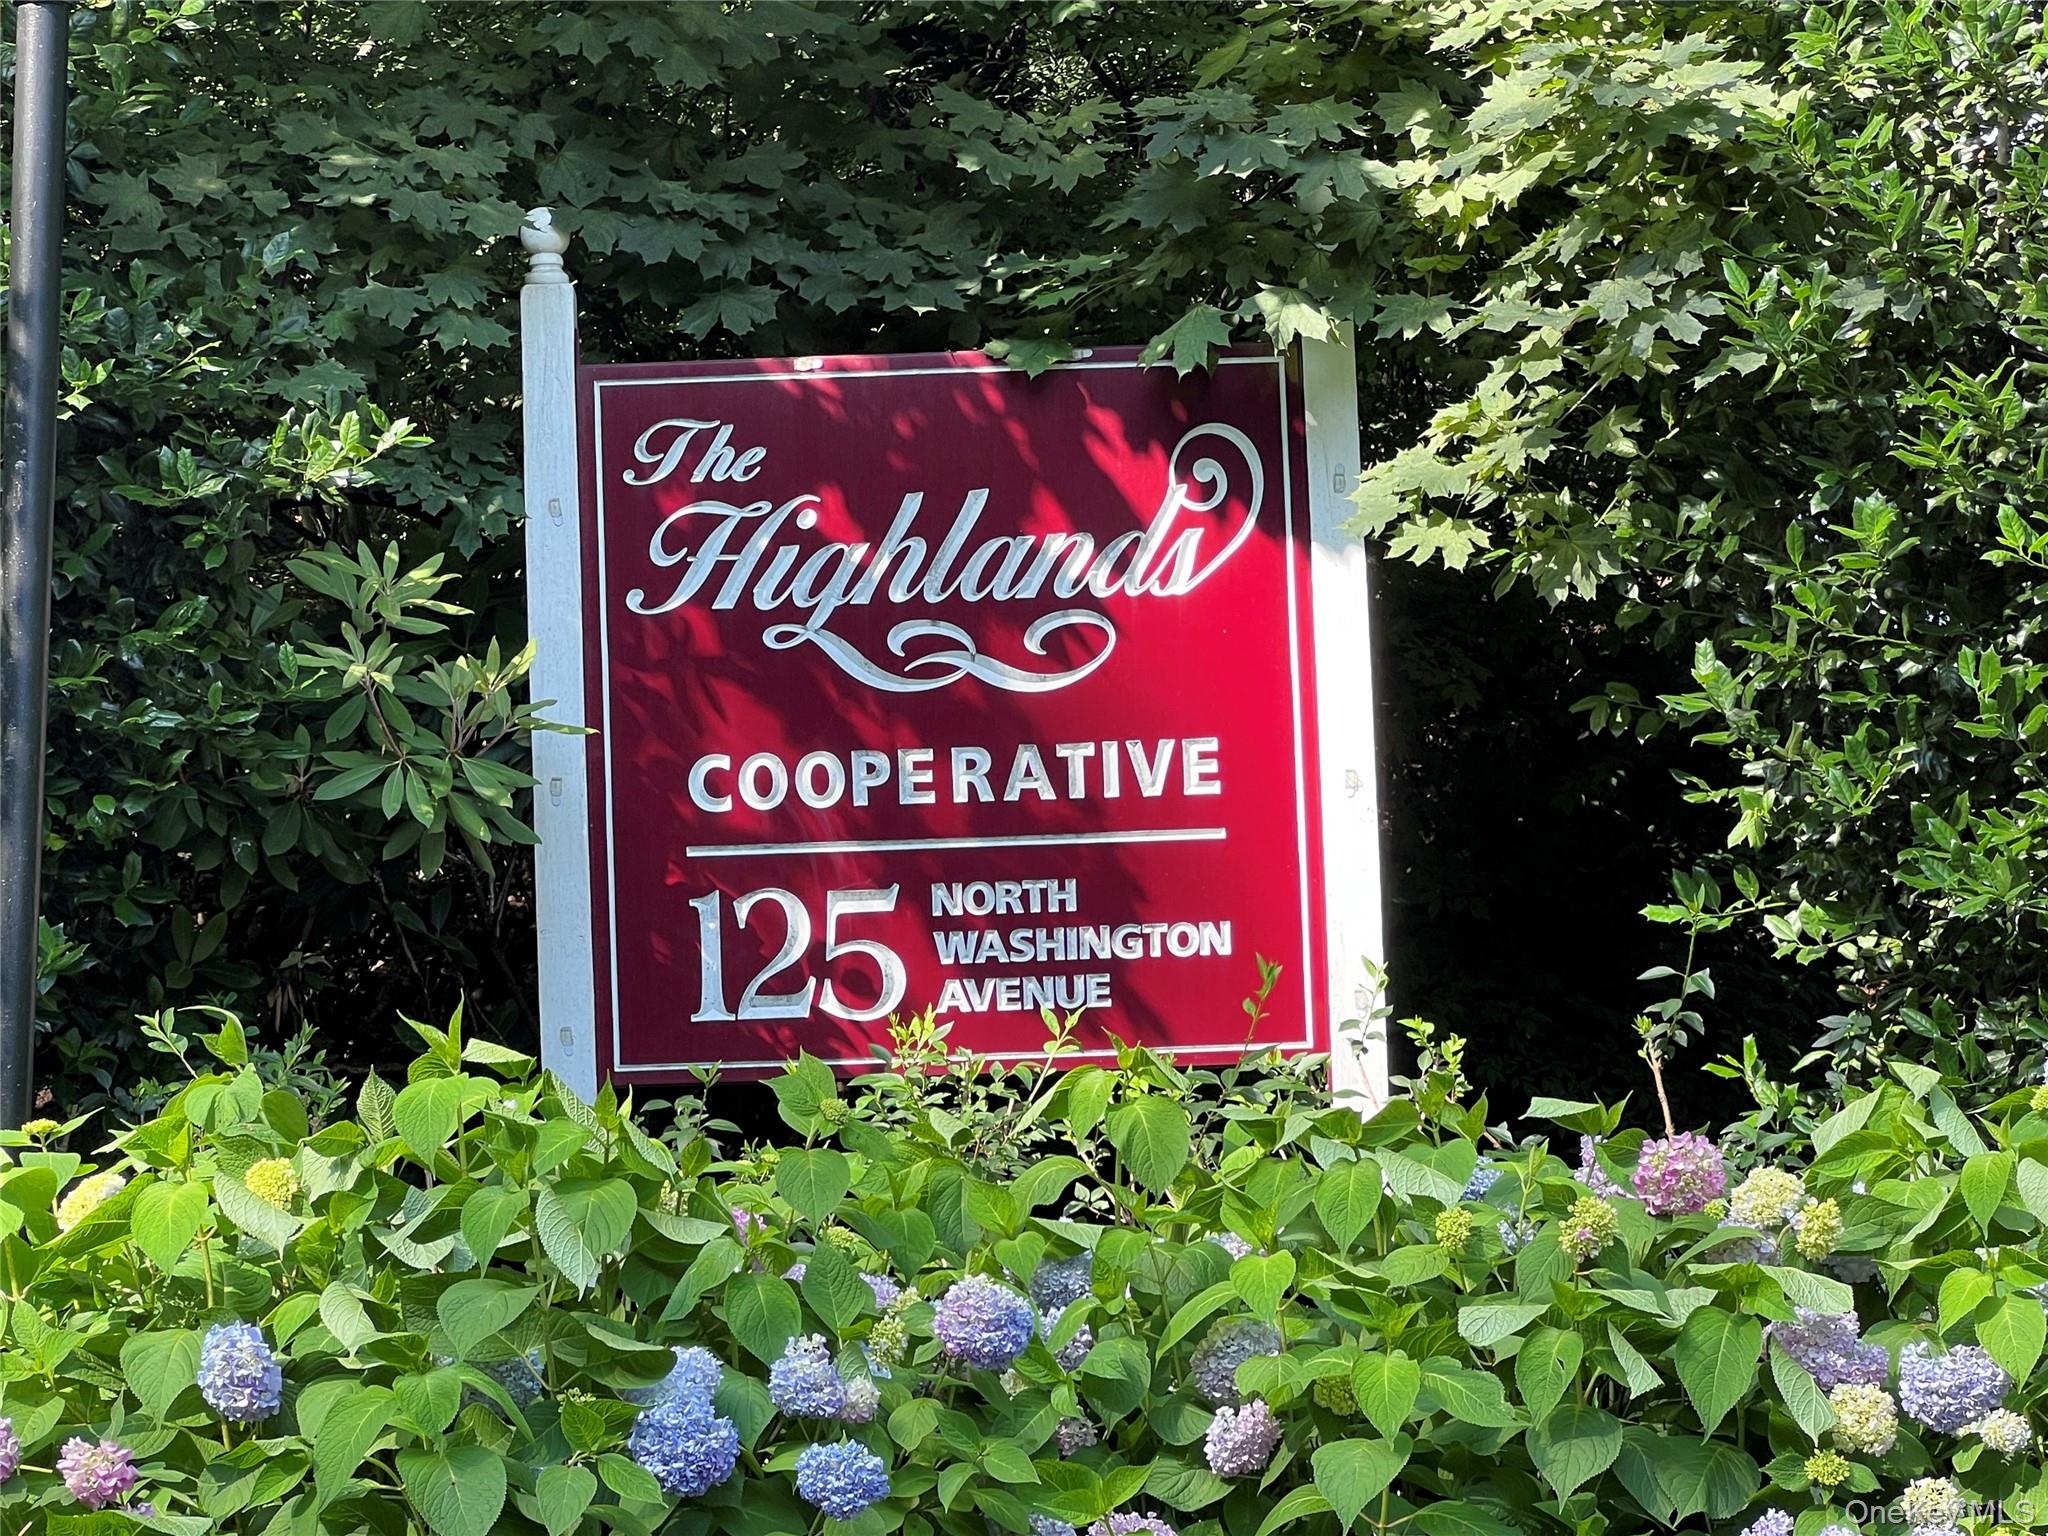 The
Highlands
COOPERATIVE
125 NORTH
WASHINGTON
AVENUE
OneKey MLS